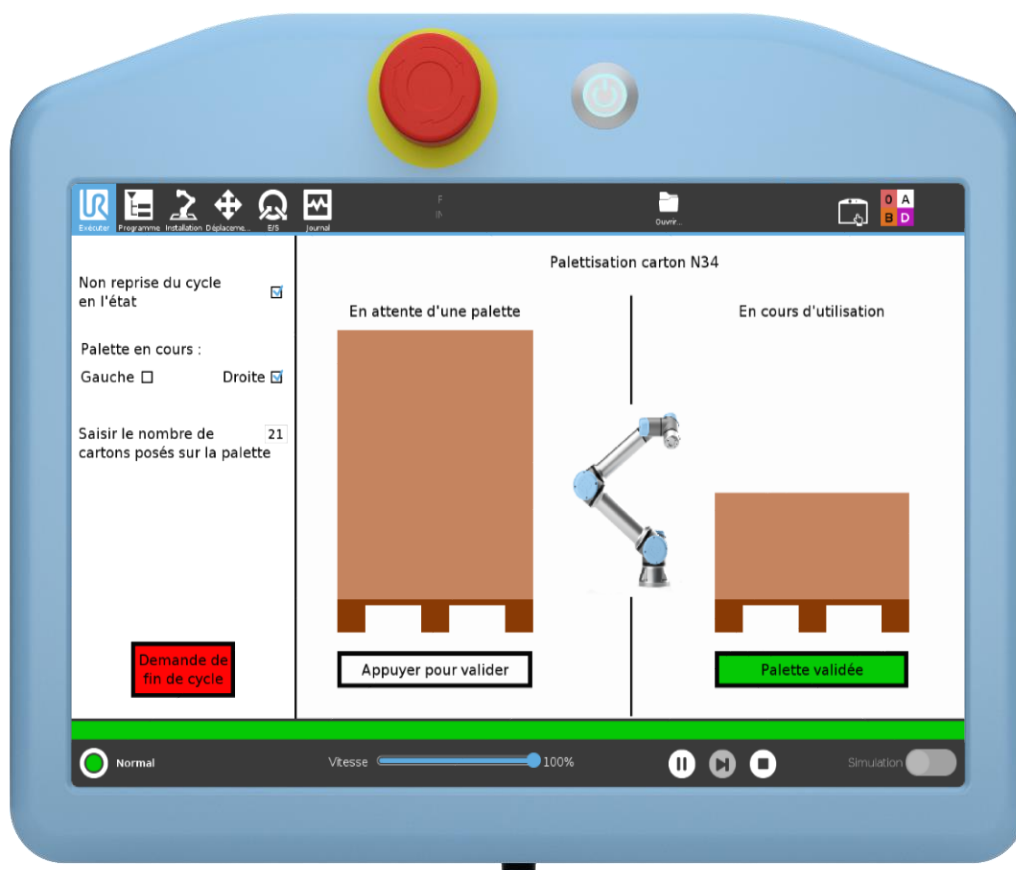 UR
Exécuter
Programme
Installation
Déplaceme...
E/S
Journal
Ouvrir...
0 A
B D
Non reprise du cycle
en l'état
Palette en cours :
Gauche
Droite
Saisir le nombre de
cartons posés sur la palette
21
Demande de
fin de cycle
Palettisation carton N34
En attente d'une palette
En cours d'utilisation
Appuyer pour valider
Palette validée
Normal
Vitesse
100%
Simulation